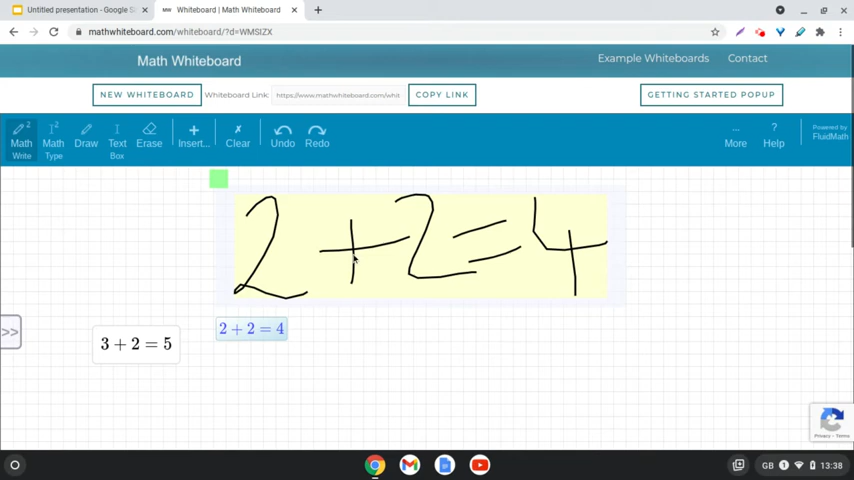 Untitled presentation - Google S
Whiteboard | Math Whiteboard
mathwhiteboard.com/whiteboard/?d=WMSIZX
Math Whiteboard
Example Whiteboards
Contact
NEW WHITEBOARD
Whiteboard Link:
https://www.mathwhiteboard.com/whit
COPY LINK
GETTING STARTED POPUP
Math Write
Math Type
Draw
Text Box
Erase
Insert...
Clear
Undo
Redo
More
Help
Powered by
FluidMath
2 + 2 = 4
2 + 2 = 4
3 + 2 = 5
>>
Privacy - Terms
GB
13:38